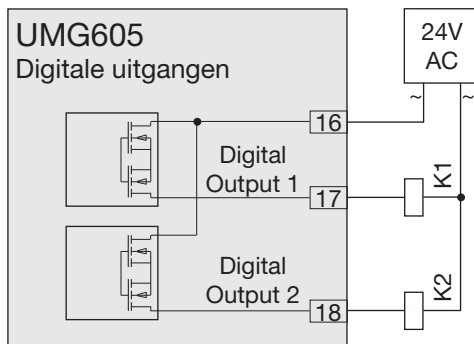 UMG605
Digitale uitgangen
24V
AC
~ ~
16
Digital
Output 1
17
K1
Digital
Output 2
18
K2